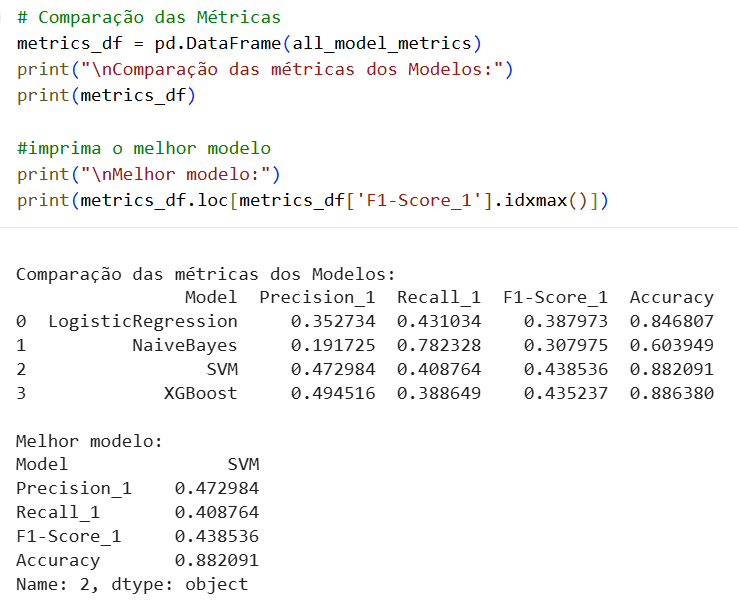 # Comparação das Métricas
metrics_df = pd.DataFrame(all_model_metrics)
print("\nComparação das métricas dos Modelos:")
print(metrics_df)
#imprima o melhor modelo
print("\nMelhor modelo:")
print(metrics_df.loc[metrics_df['F1-Score_1'].idxmax()])
Comparação das métricas dos Modelos:
Model Precision_1 Recall_1 F1-Score_1 Accuracy
0 LogisticRegression 0.352734 0.431034 0.387973 0.846807
1 NaiveBayes 0.191725 0.782328 0.307975 0.603949
2 SVM 0.472984 0.408764 0.438536 0.882091
3 XGBoost 0.494516 0.388649 0.435237 0.886380
Melhor modelo:
Model SVM
Precision_1 0.472984
Recall_1 0.408764
F1-Score_1 0.438536
Accuracy 0.882091
Name: 2, dtype: object